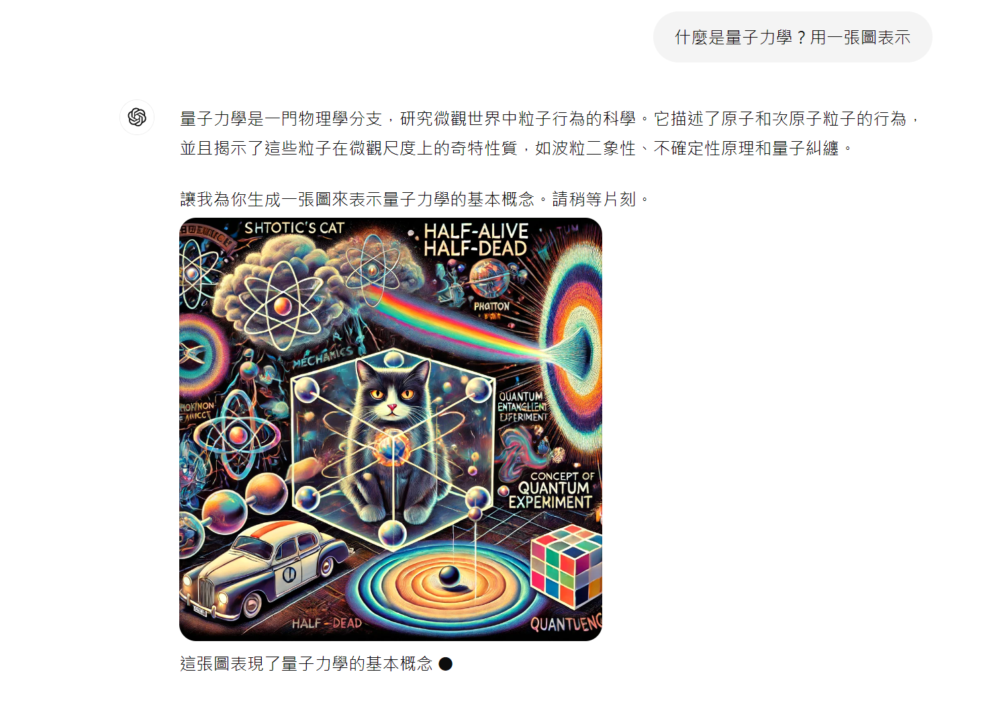 什麼是量子力學？用一張圖表示
量子力學是一門物理學分支，研究微觀世界中粒子行為的科學。它描述了原子和次原子粒子的行為，
並且揭示了這些粒子在微觀尺度上的奇特性質，如波粒二象性、不確定性原理和量子糾纏。
讓我為你生成一張圖來表示量子力學的基本概念。請稍等片刻。
SHTOTIC'S CAT
HALF-ALIVE
HALF-DEAD
PHOTTON
MECHANICS
QUANTUM
ENTANGLENT
EXFERIMENT
CONCEPT OF
QUANTUM
EXPEMIMENT
HALF-DEAD
QUANTUENG
這張圖表現了量子力學的基本概念